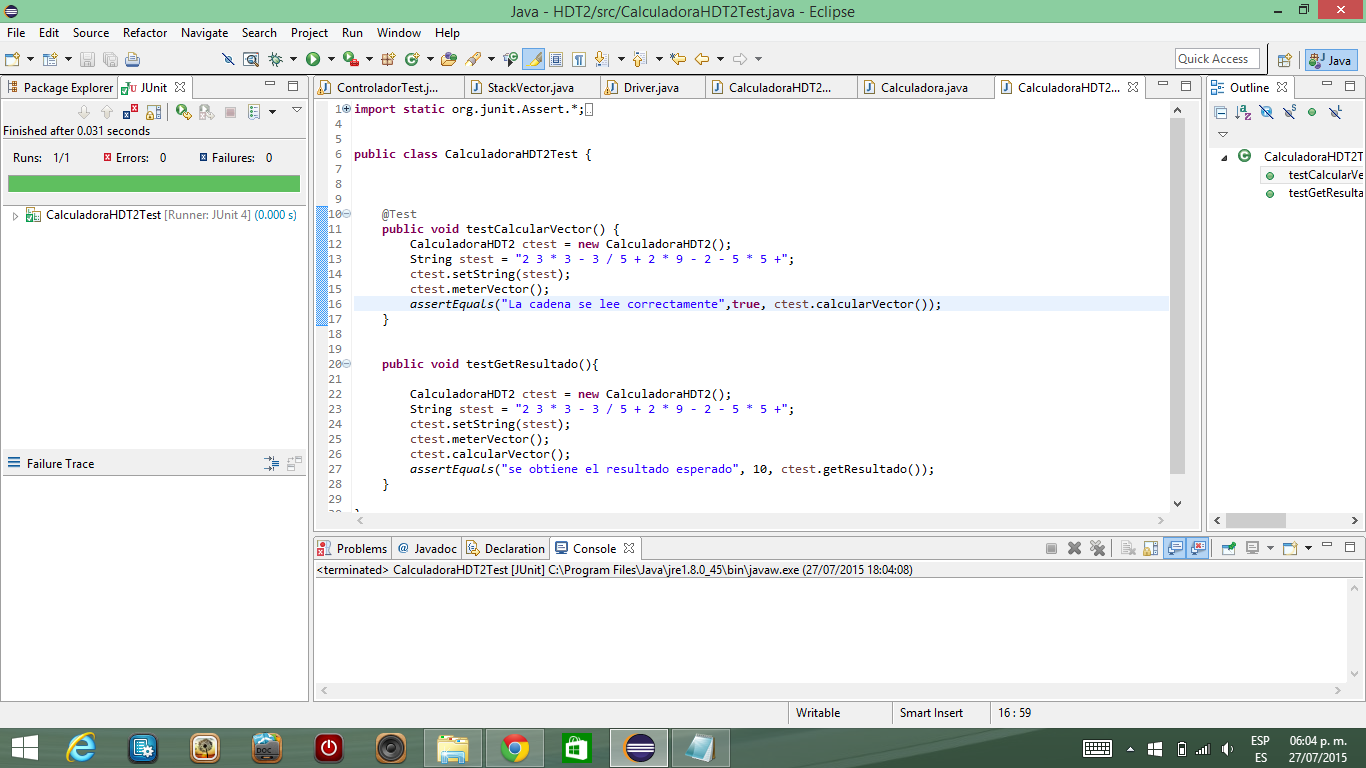 Java - HDT2/src/CalculadoraHDT2Test.java - Eclipse
File Edit Source Refactor Navigate Search Project Run Window Help
Quick Access
Java
Package Explorer
JUnit
Finished after 0.031 seconds
Runs: 1/1 Errors: 0 Failures: 0
CalculadoraHDT2Test [Runner: JUnit 4] (0.000 s)
Failure Trace
ControladorTest.j... StackVector.java Driver.java CalculadoraHDT2... Calculadora.java CalculadoraHDT2...
1 import static org.junit.Assert.*;
4
5
6 public class CalculadoraHDT2Test {
7
8
9
10 @Test
11 public void testCalcularVector() {
12 CalculadoraHDT2 ctest = new CalculadoraHDT2();
13 String stest = "2 3 * 3 - 3 / 5 + 2 * 9 - 2 - 5 * 5 +";
14 ctest.setString(stest);
15 ctest.meterVector();
16 assertEquals("La cadena se lee correctamente",true, ctest.calcularVector());
17 }
18
19
20 public void testGetResultado(){
21
22 CalculadoraHDT2 ctest = new CalculadoraHDT2();
23 String stest = "2 3 * 3 - 3 / 5 + 2 * 9 - 2 - 5 * 5 +";
24 ctest.setString(stest);
25 ctest.meterVector();
26 ctest.calcularVector();
27 assertEquals("se obtiene el resultado esperado", 10, ctest.getResultado());
28 }
29
Outline
CalculadoraHDT2T
testCalcularVe
testGetResulta
Problems @ Javadoc Declaration Console
<terminated> CalculadoraHDT2Test [JUnit] C:\Program Files\Java\jre1.8.0_45\bin\javaw.exe (27/07/2015 18:04:08)
Writable Smart Insert 16 : 59
DOC
ESP
ES
06:04 p. m.
27/07/2015